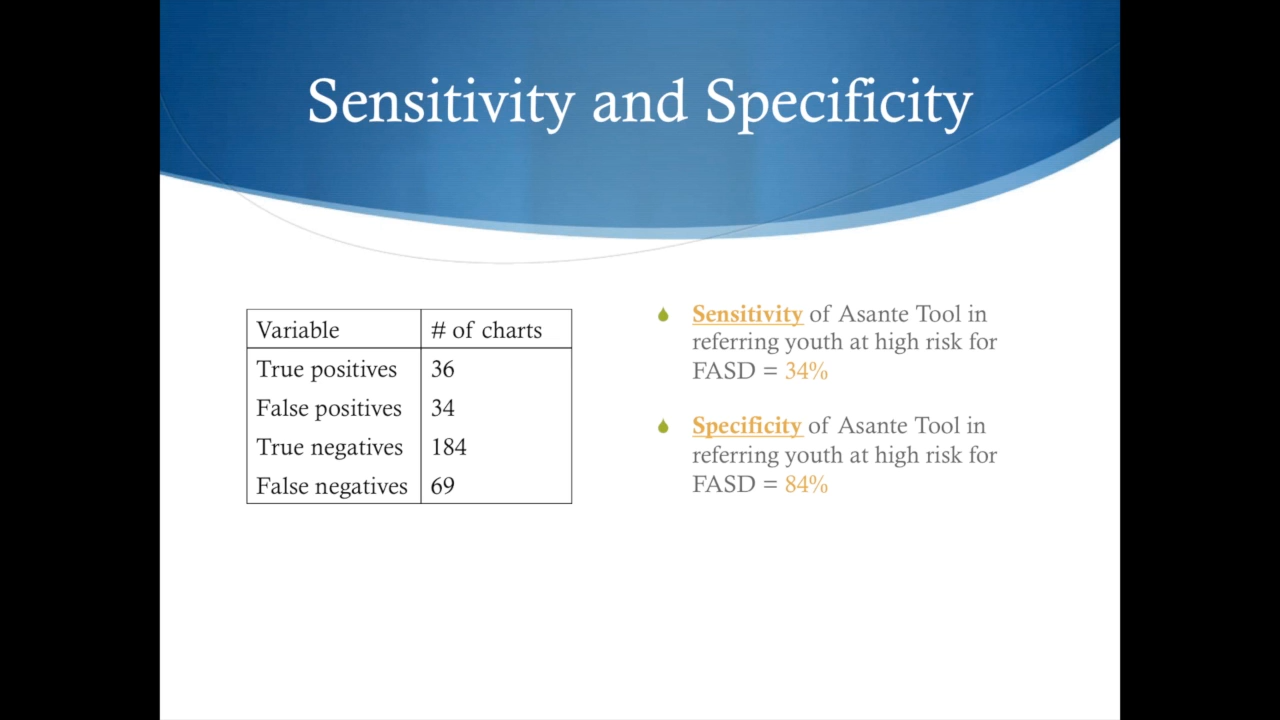 Sensitivity and Specificity
Variable # of charts
True positives 36
False positives 34
True negatives 184
False negatives 69
Sensitivity of Asante Tool in
referring youth at high risk for
FASD = 34%
Specificity of Asante Tool in
referring youth at high risk for
FASD = 84%